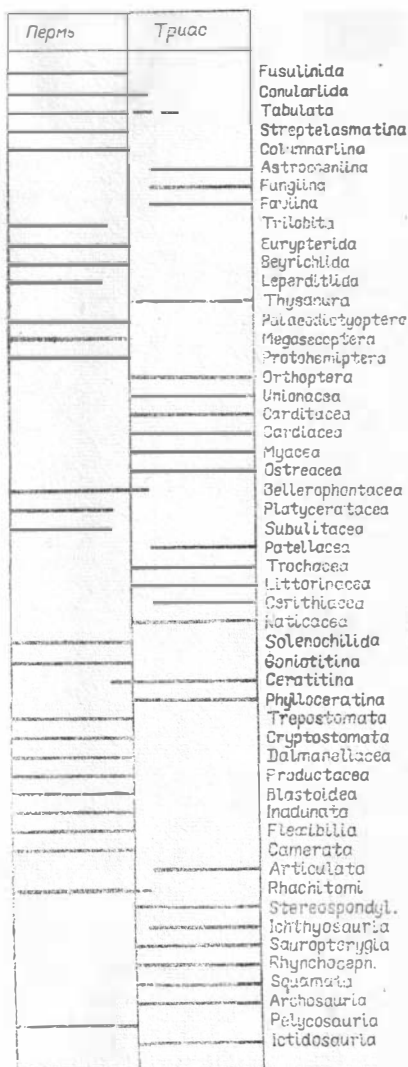 Пермь Триас
Fusulinida
Conulariida
Tabulata
Streptelasmatina
Columnariina
Astrocœniina
Fungiina
Faviina
Trilobita
Eurypterida
Beyrichiida
Leperditiida
Thysanura
Palaeodictyoptera
Megasecoptera
Protohemiptera
Orthoptera
Unionacea
Carditacea
Cardiacea
Myacea
Ostreacea
Bellerophontacea
Platyceratacea
Subulitacea
Patellacea
Trochacea
Littorinacea
Cerithiacea
Naticacea
Solenochilida
Goniatitina
Ceratitina
Phylloceratina
Trepostomata
Cryptostomata
Dalmanellacea
Productacea
Blastoidea
Inadunata
Flexibilia
Camerata
Articulata
Rhachitomi
Stereospondyl.
Ichthyosauria
Sauropterygia
Rhynchocephn.
Squamata
Archosauria
Pelycosauria
Ictidosauria